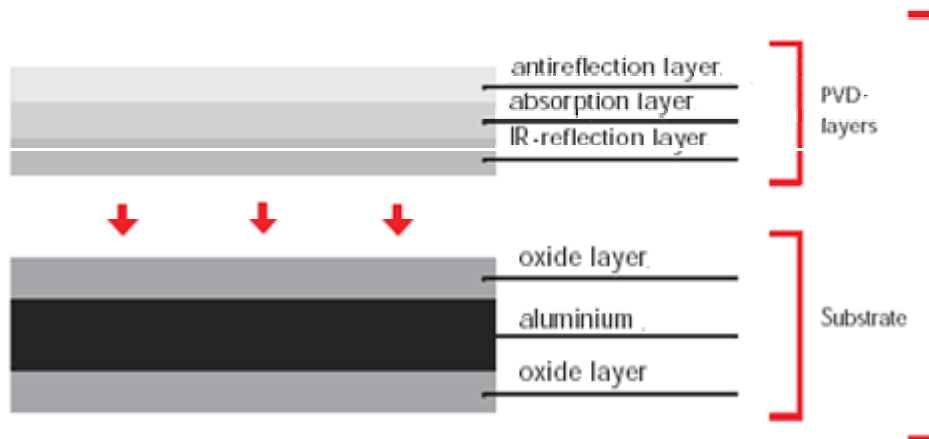 antireflection layer.
absorption layer
IR-reflection layer
PVD-
layers
oxide layer
aluminium
oxide layer
Substrate